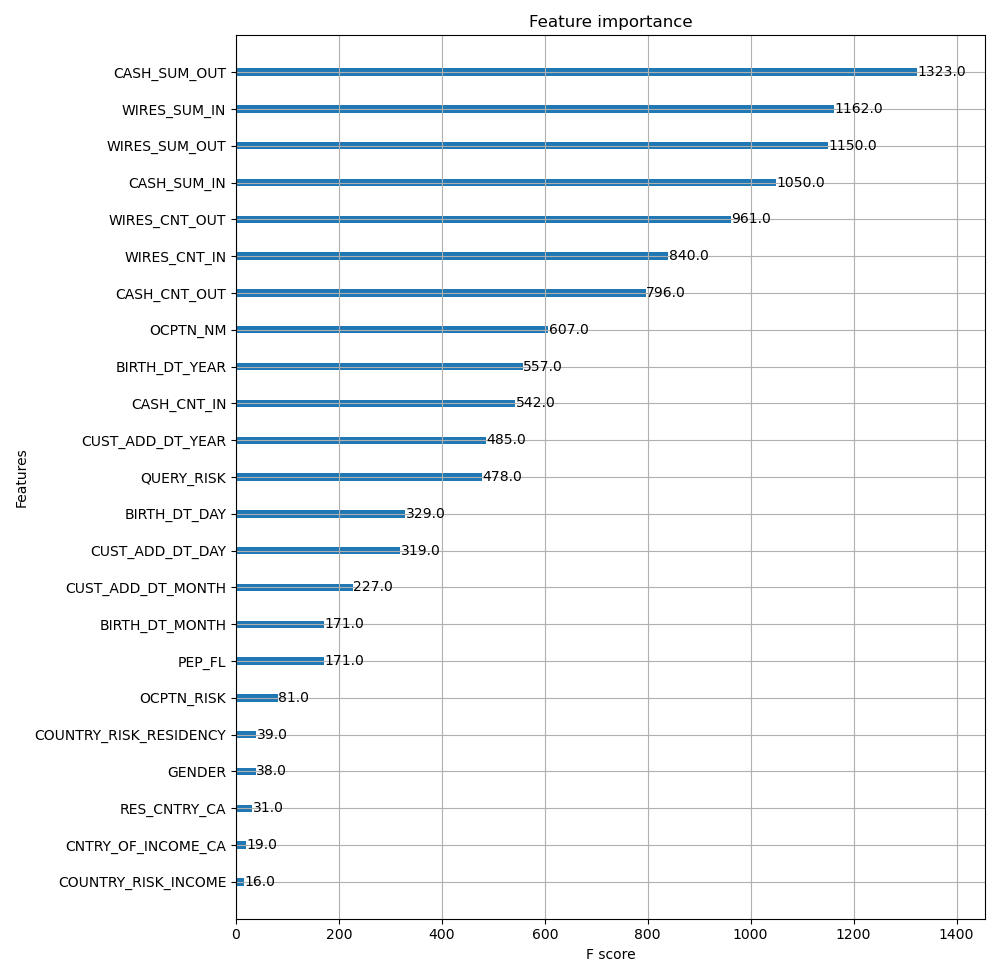 Feature importance
CASH_SUM_OUT 1323.0
WIRES_SUM_IN 1162.0
WIRES_SUM_OUT 1150.0
CASH_SUM_IN 1050.0
WIRES_CNT_OUT 961.0
WIRES_CNT_IN 840.0
CASH_CNT_OUT 796.0
OCPTN_NM 607.0
BIRTH_DT_YEAR 557.0
CASH_CNT_IN 542.0
CUST_ADD_DT_YEAR 485.0
QUERY_RISK 478.0
BIRTH_DT_DAY 329.0
CUST_ADD_DT_DAY 319.0
CUST_ADD_DT_MONTH 227.0
BIRTH_DT_MONTH 171.0
PEP_FL 171.0
OCPTN_RISK 81.0
COUNTRY_RISK_RESIDENCY 39.0
GENDER 38.0
RES_CNTRY_CA 31.0
CNTRY_OF_INCOME_CA 19.0
COUNTRY_RISK_INCOME 16.0
Features
0 200 400 600 800 1000 1200 1400
F score